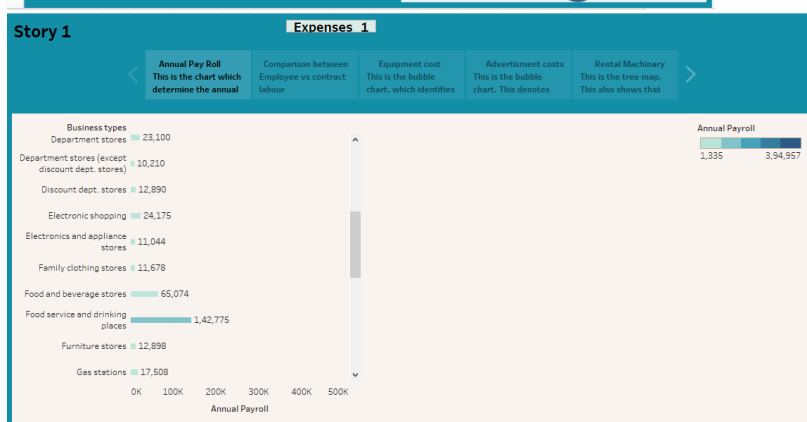 Story 1
Expenses 1
Annual Pay Roll
This is the chart which
determine the annual
Comparison between
Employee vs contract
labour
Equipment cost
This is the bubble
chart. which identifies
Advertisment costs
This is the bubble
chart. This denotes
Rental Machinary
This is the tree map.
This also shows that
Business types
Department stores 23,100
Department stores (except
discount dept. stores) 10,210
Discount dept. stores 12,890
Electronic shopping 24,175
Electronics and appliance
stores 11,044
Family clothing stores 11,678
Food and beverage stores 65,074
Food service and drinking
places 1,42,775
Furniture stores 12,898
Gas stations 17,508
0K 100K 200K 300K 400K 500K
Annual Payroll
Annual Payroll
1,335 3,94,957